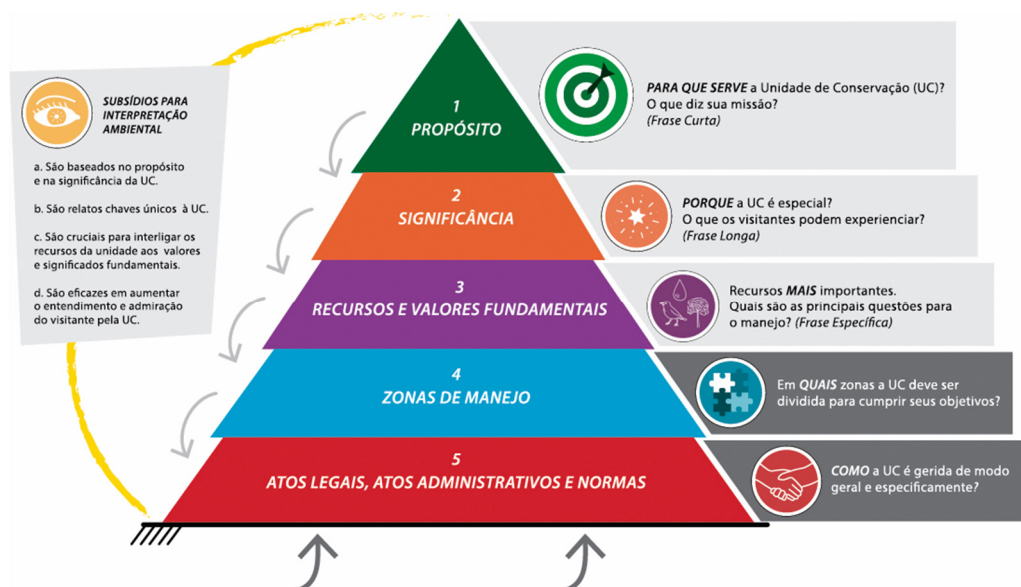 SUBSÍDIOS PARA
INTERPRETAÇÃO
AMBIENTAL
a. São baseados no propósito
e na significância da UC.
b. São relatos chaves únicos à UC.
c. São cruciais para interligar os
recursos da unidade aos valores
e significados fundamentais.
d. São eficazes em aumentar
o entendimento e admiração
do visitante pela UC.
1
PROPÓSITO
PARA QUE SERVE a Unidade de Conservação (UC)?
O que diz sua missão?
(Frase Curta)
2
SIGNIFICÂNCIA
PORQUE a UC é especial?
O que os visitantes podem experienciar?
(Frase Longa)
3
RECURSOS E VALORES FUNDAMENTAIS
Recursos MAIS importantes.
Quais são as principais questões para
o manejo? (Frase Específica)
4
ZONAS DE MANEJO
Em QUAIS zonas a UC deve ser
dividida para cumprir seus objetivos?
5
ATOS LEGAIS, ATOS ADMINISTRATIVOS E NORMAS
COMO a UC é gerida de modo
geral e especificamente?